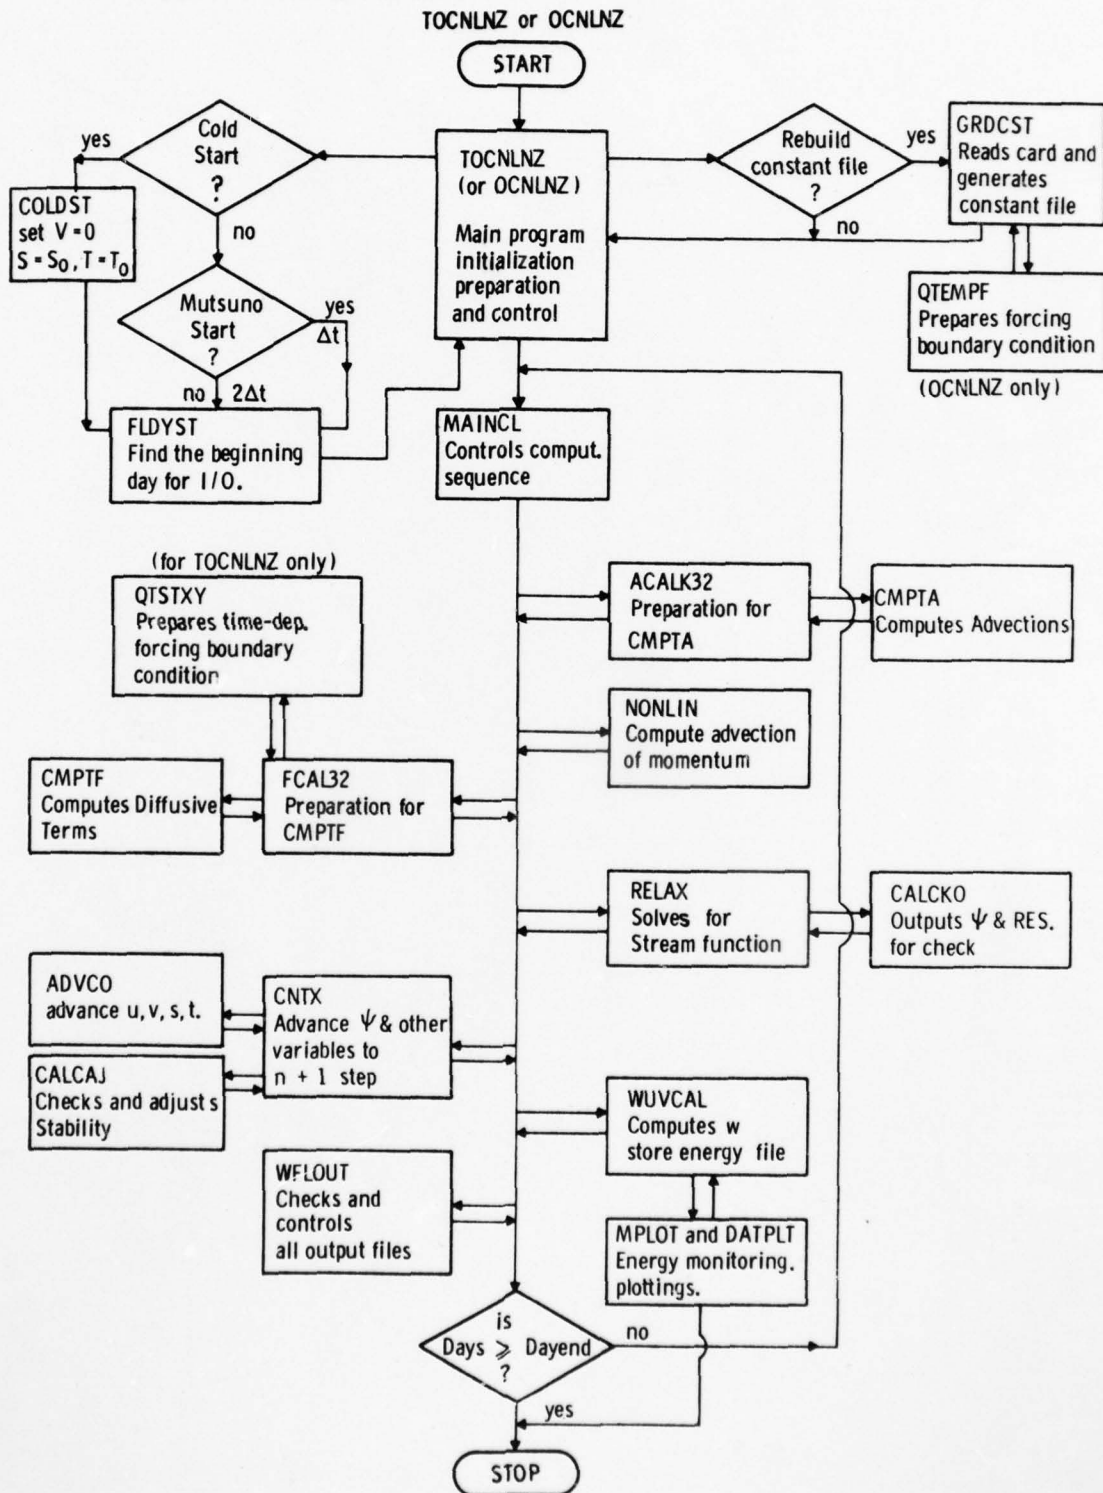 TOCNLNZ or OCNLNZ
START
Cold
Start
?
yes
no
COLDST
set V=0
S=S₀, T=T₀
Mutsuno
Start
?
yes
Δt
no
2Δt
FLDYST
Find the beginning
day for I/O.
TOCNLNZ
(or OCNLNZ)
Main program
initialization
preparation
and control
Rebuild
constant file
?
yes
no
GRDCST
Reads card and
generates
constant file
QTEMPF
Prepares forcing
boundary condition
(OCNLNZ only)
MAINCL
Controls comput.
sequence
(for TOCNLNZ only)
QTSTXY
Prepares time-dep.
forcing boundary
condition
ACALK32
Preparation for
CMPTA
CMPTA
Computes Advections
NONLIN
Compute advection
of momentum
CMPTF
Computes Diffusive
Terms
FCAL32
Preparation for
CMPTF
RELAX
Solves for
Stream function
CALCKO
Outputs ψ & RES.
for check
ADVCO
advance u, v, s, t.
CNTX
Advance ψ & other
variables to
n + 1 step
CALCAJ
Checks and adjusts
Stability
WUVCAL
Computes w
store energy file
WFLOUT
Checks and
controls
all output files
MPLOT and DATPLT
Energy monitoring.
plottings.
is
Days ⩾ Dayend
?
no
yes
STOP